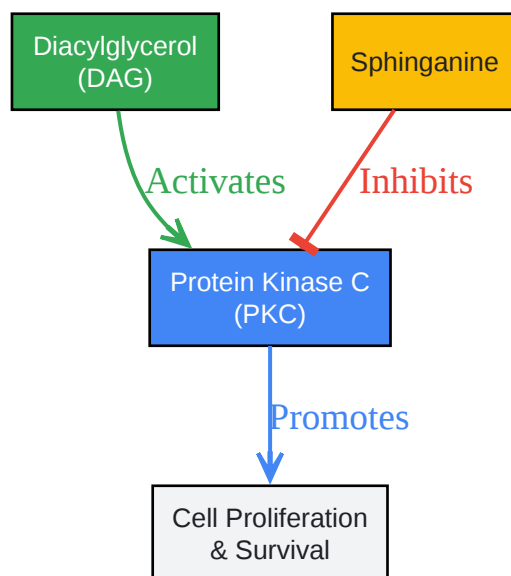 Diacylglycerol
(DAG)
Sphinganine
Activates
Inhibits
Protein Kinase C
(PKC)
Promotes
Cell Proliferation
& Survival